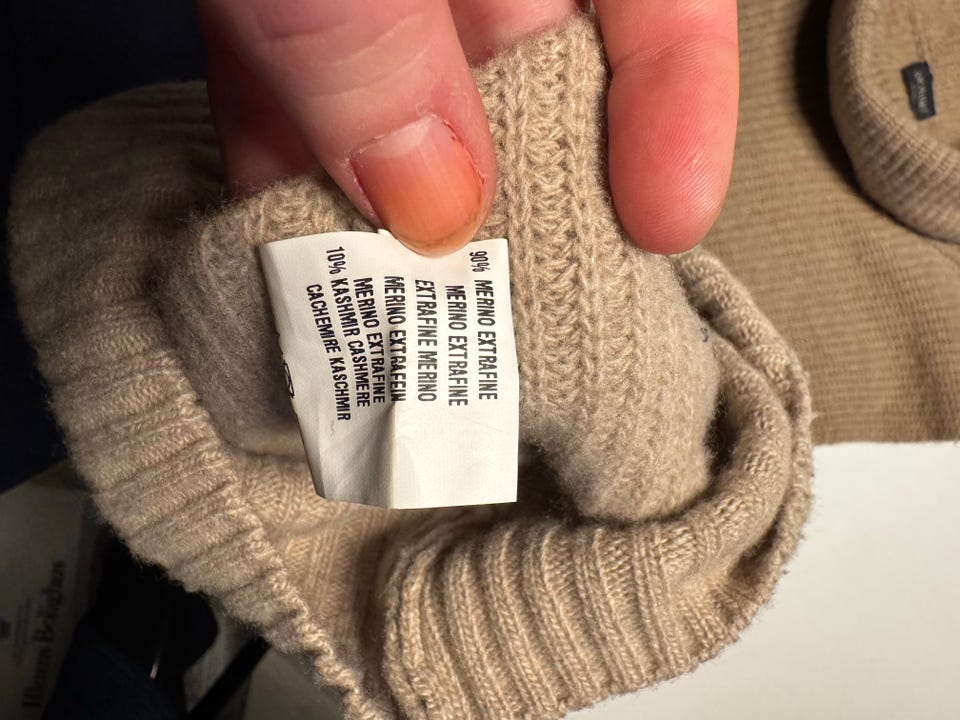 90% MERINO EXTRAFINE
MERINO EXTRAFINE
EXTRAFINE MERINO
MERINO EXTRAFEIN
MERINO EXTRAFINE
10% KASHMIR CASHMERE
CACHEMIRE KASCHMIR